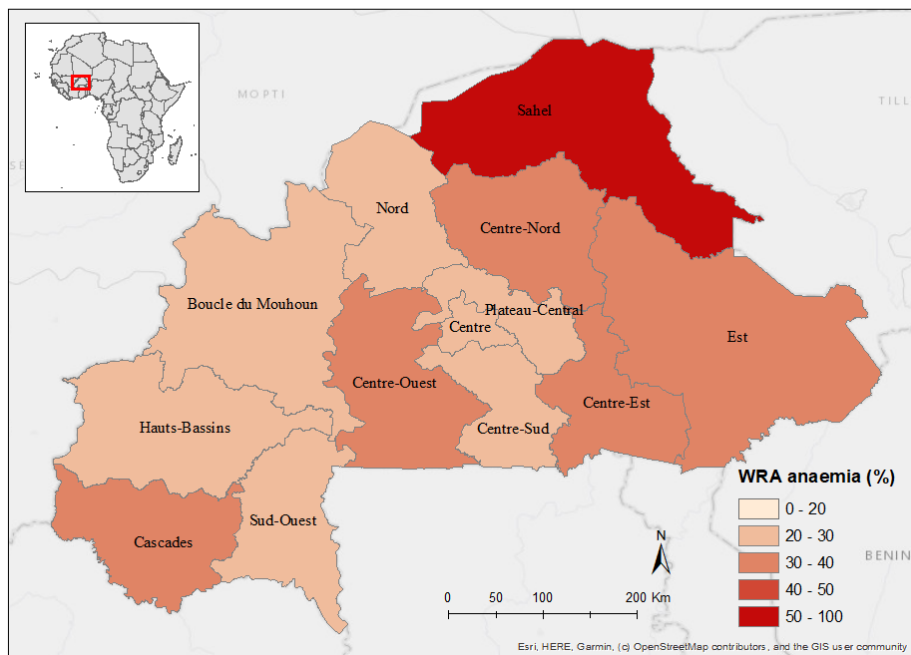 MOPTI
Sahel
TILL
SE
Nord
Centre-Nord
Boucle du Mouhoun
Plateau-Central
Centre
Est
Centre-Ouest
Centre-Est
Hauts-Bassins
Centre-Sud
WRA anaemia (%)
0 - 20
Sud-Ouest
20 - 30
Cascades
N
30 - 40
BENIN
40 - 50
0 50 100 200 Km
50 - 100
Esri, HERE, Garmin, (c) OpenStreetMap contributors, and the GIS user community